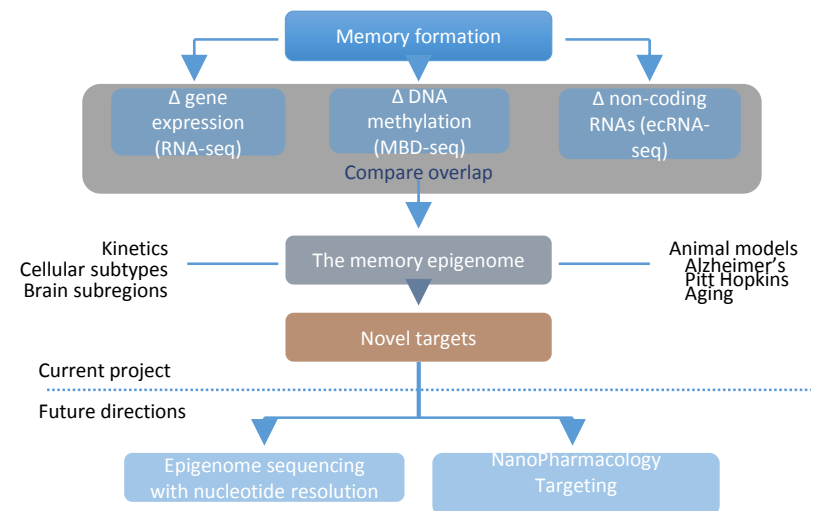 Memory formation
Δ gene
expression
(RNA-seq)
Δ DNA
methylation
(MBD-seq)
Δ non-coding
RNAs (ecRNA-
seq)
Compare overlap
Kinetics
Cellular subtypes
Brain subregions
The memory epigenome
Animal models
Alzheimer's
Pitt Hopkins
Aging
Novel targets
Current project
Future directions
Epigenome sequencing
with nucleotide resolution
NanoPharmacology
Targeting